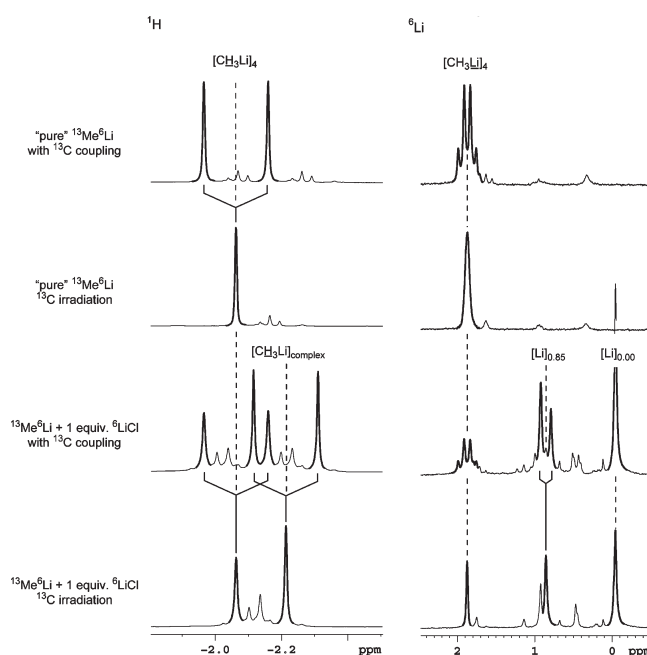 ¹H
⁶Li
[CH₃Li]₄
[CH₃Li]₄
"pure" ¹³Me⁶Li
with ¹³C coupling
"pure" ¹³Me⁶Li
¹³C irradiation
[CH₃Li]complex
[Li]0.85
[Li]0.00
¹³Me⁶Li + 1 equiv. ⁶LiCl
with ¹³C coupling
¹³Me⁶Li + 1 equiv. ⁶LiCl
¹³C irradiation
-2.0 -2.2 ppm
2 1 0 ppm